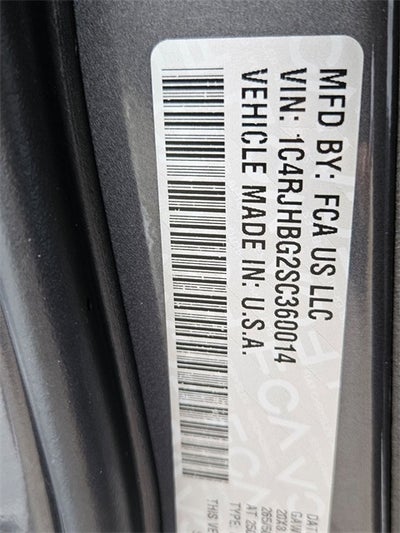 MFD BY: FCA US LLC
VIN: 1C4RJHBG2SC360014
VEHICLE MADE IN: U.S.A.